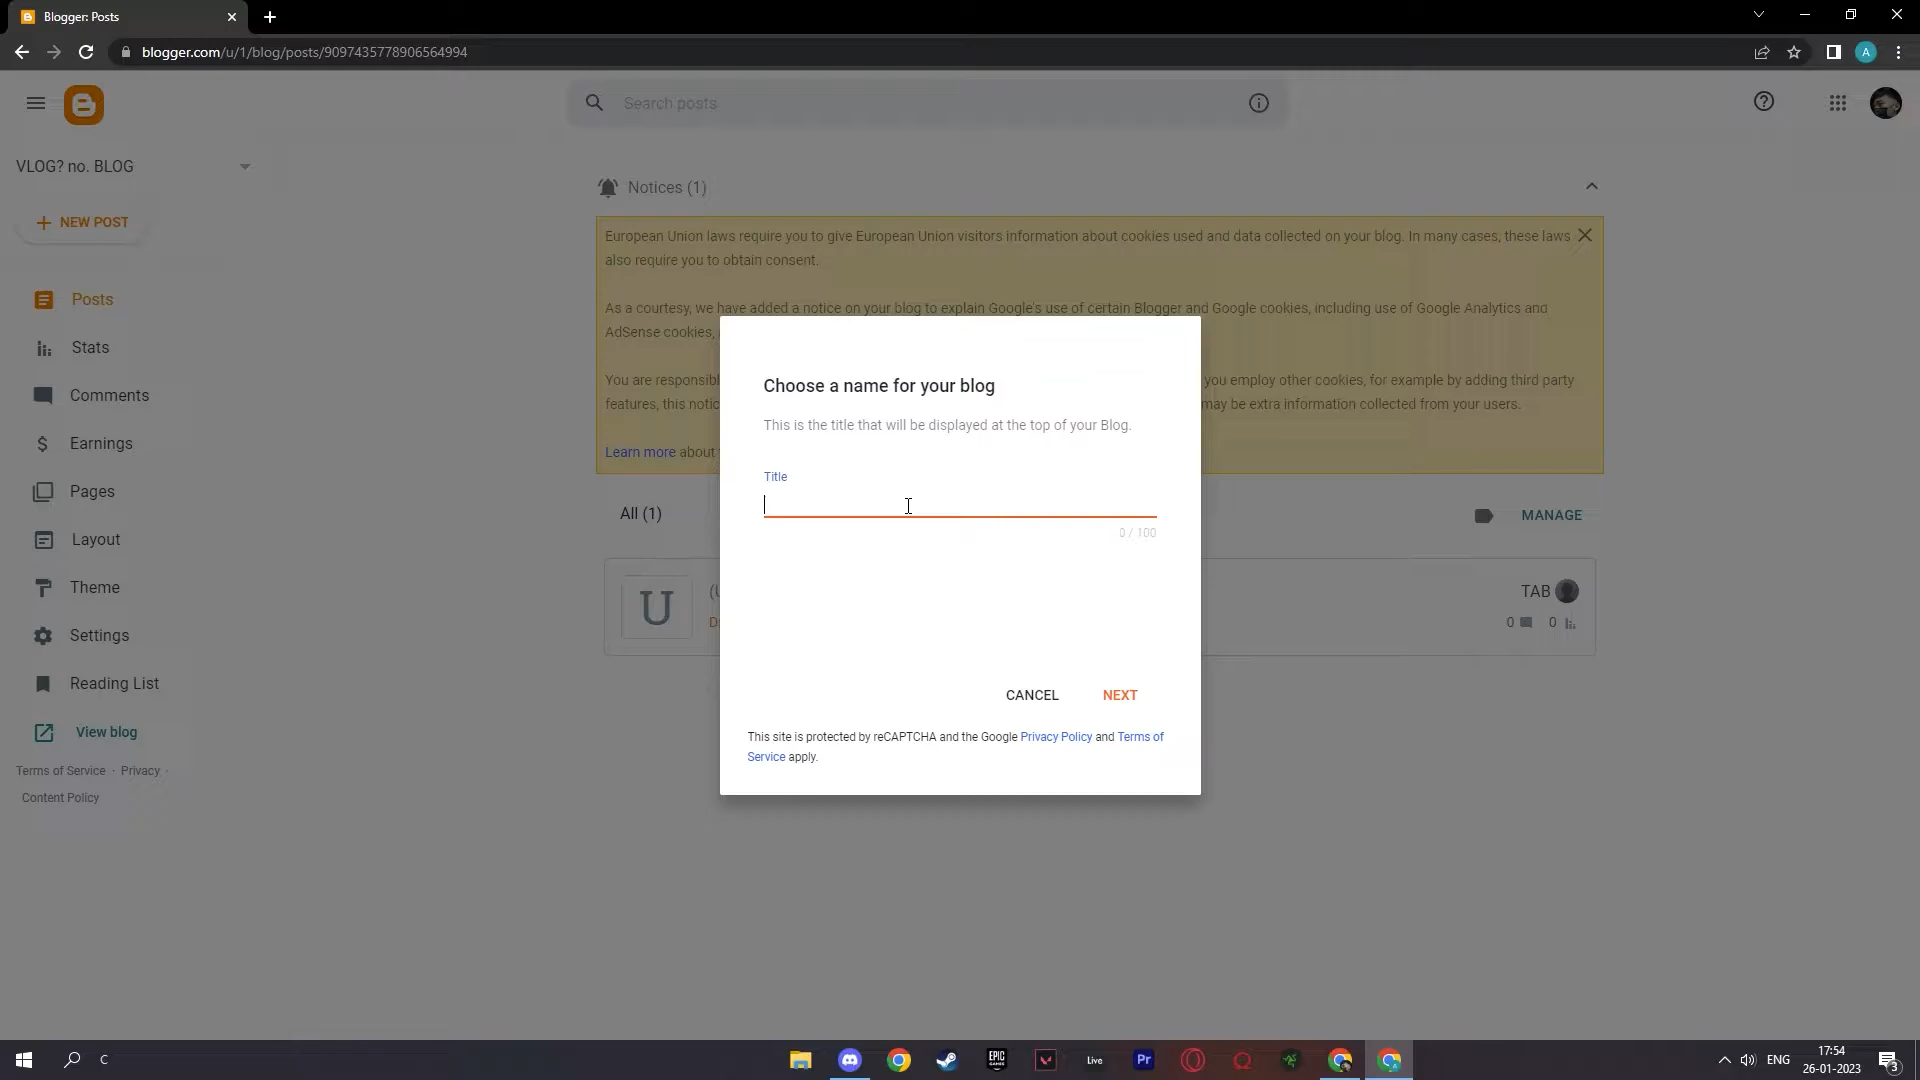 Blogger: Posts
blogger.com/u/1/blog/posts/9097435778906564994
A
Search posts
VLOG? no. BLOG
Notices (1)
NEW POST
European Union laws require you to give European Union visitors information about cookies used and data collected on your blog. In many cases, these laws
also require you to obtain consent.
As a courtesy, we have added a notice on your blog to explain Google's use of certain Blogger and Google cookies, including use of Google Analytics and
AdSense cookies,
You are responsibl
you employ other cookies, for example by adding third party
features, this notic
may be extra information collected from your users.
Learn more about
Posts
Stats
Comments
Earnings
Pages
Layout
Theme
Settings
Reading List
View blog
Terms of Service · Privacy ·
Content Policy
Choose a name for your blog
This is the title that will be displayed at the top of your Blog.
Title
0 / 100
CANCEL
NEXT
This site is protected by reCAPTCHA and the Google Privacy Policy and Terms of
Service apply.
All (1)
MANAGE
U
(U
D
TAB
0
0
C
EPIC
GAMES
Live
Pr
ENG
17:54
26-01-2023
3